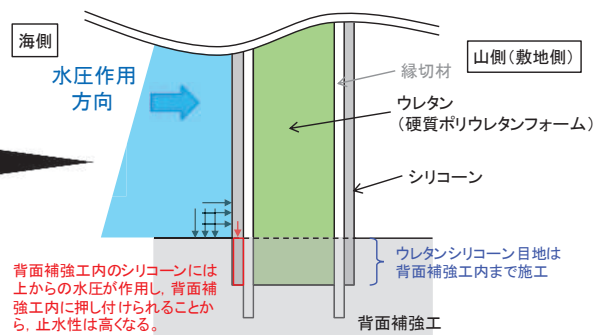 海側
山側(敷地側)
水圧作用
方向
縁切材
ウレタン
(硬質ポリウレタンフォーム)
シリコーン
ウレタンシリコーン目地は
背面補強工内まで施工
背面補強工内のシリコーンには
上からの水圧が作用し，背面補
強工内に押し付けられることか
ら，止水性は高くなる。
背面補強工